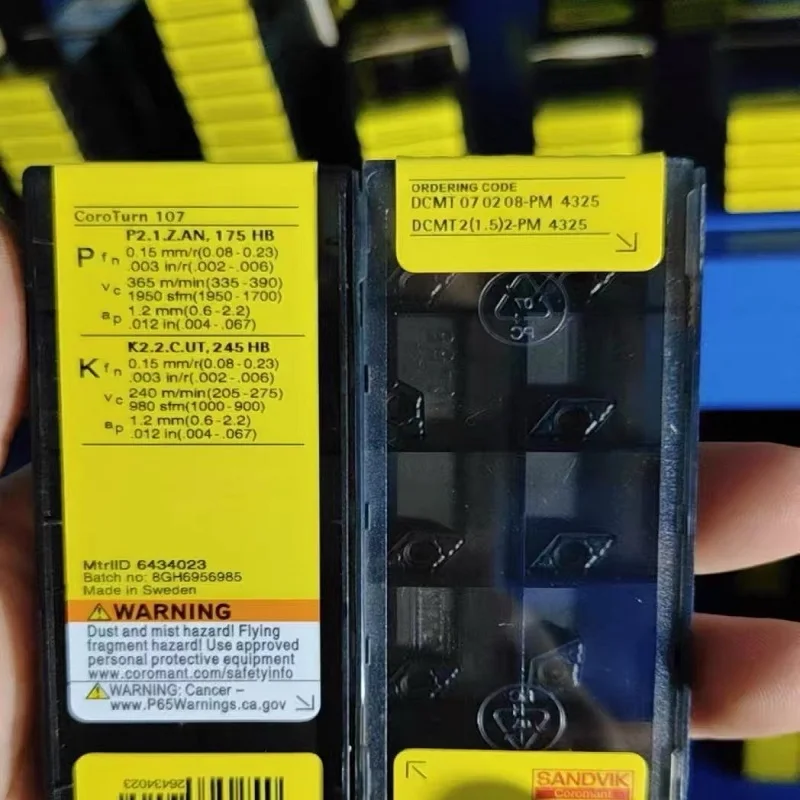 CoroTurn 107
P2.1.Z.AN, 175 HB
P fn 0.15 mm/r(0.08-0.23)
.003 in/r(.002-.006)
vc 365 m/min(335-390)
1950 sfm(1950-1700)
ap 1.2 mm(0.6-2.2)
.012 in(.004-.067)
K2.2.C.UT, 245 HB
K fn 0.15 mm/r(0.08-0.23)
.003 in/r(.002-.006)
vc 240 m/min(205-275)
980 sfm(1000-900)
ap 1.2 mm(0.6-2.2)
.012 in(.004-.067)
MtrlID 6434023
Batch no: 8GH6956985
Made in Sweden
WARNING
Dust and mist hazard! Flying
fragment hazard! Use approved
personal protective equipment
www.coromant.com/safetyinfo
WARNING: Cancer –
www.P65Warnings.ca.gov
26434023
ORDERING CODE
DCMT 07 02 08-PM 4325
DCMT 2(1.5)2-PM 4325
PC
PC
SANDVIK
Coromant